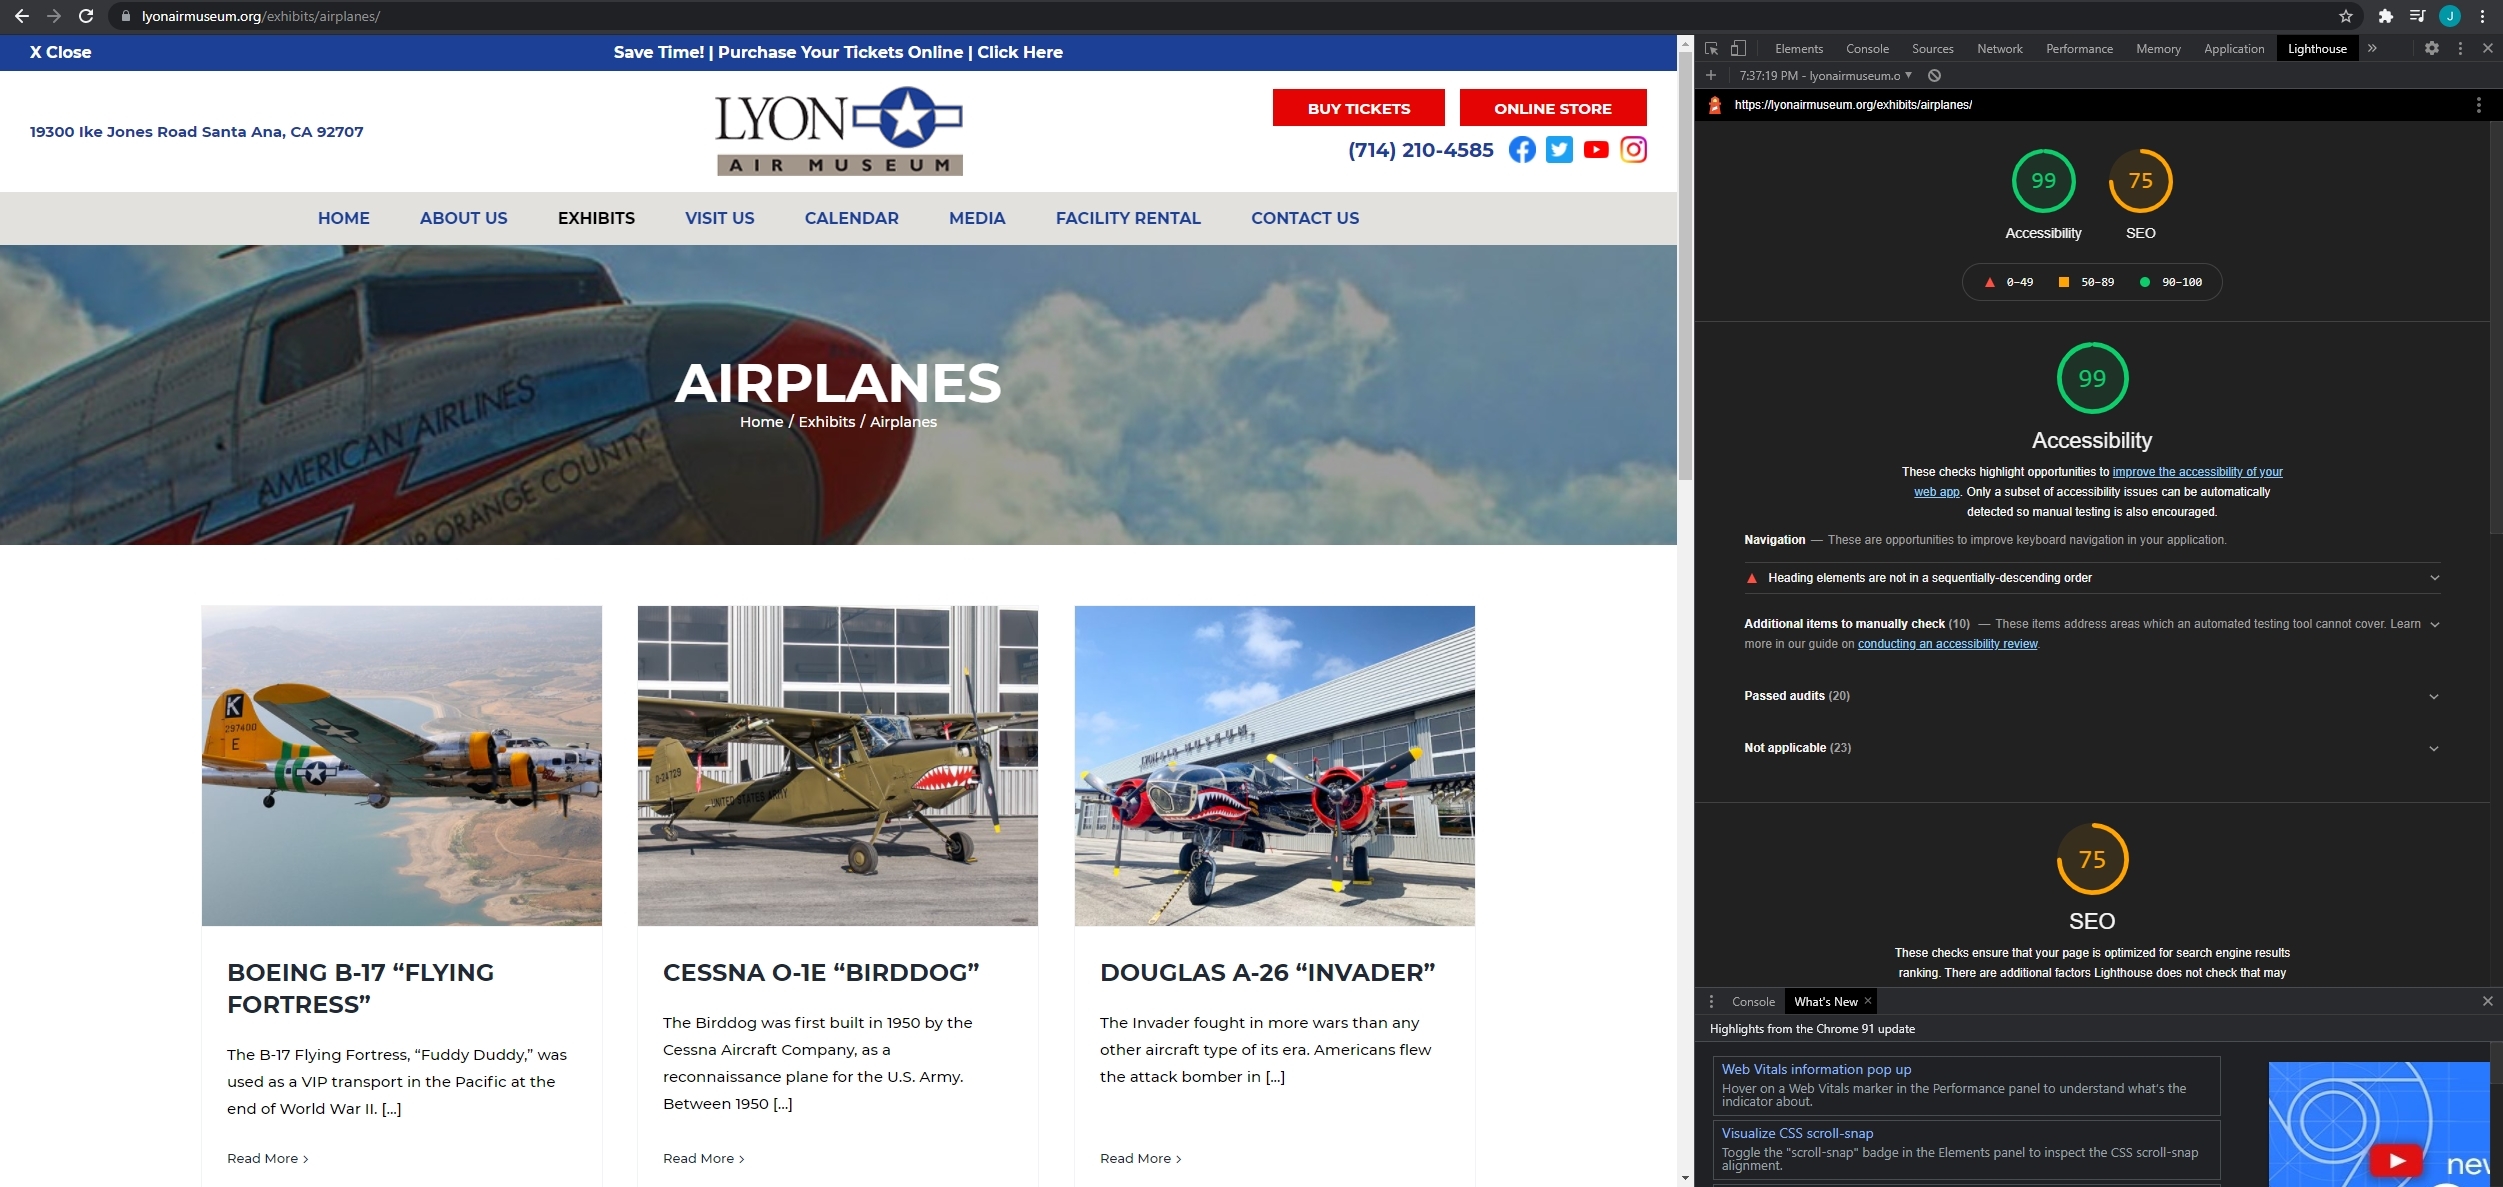 lyonairmuseum.org/exhibits/airplanes/
J
X Close
Save Time! | Purchase Your Tickets Online | Click Here
19300 Ike Jones Road Santa Ana, CA 92707
LYON
AIR MUSEUM
BUY TICKETS
ONLINE STORE
(714) 210-4585
HOME ABOUT US EXHIBITS VISIT US CALENDAR MEDIA FACILITY RENTAL CONTACT US
AMERICAN AIRLINES
ORANGE COUNTY
AIRPLANES
Home / Exhibits / Airplanes
K
297400
E
0-24729
UNITED STATES ARMY
BOEING B-17 “FLYING
FORTRESS”
The B-17 Flying Fortress, “Fuddy Duddy,” was
used as a VIP transport in the Pacific at the
end of World War II. [...]
Read More >
CESSNA O-1E “BIRDDOG”
The Birddog was first built in 1950 by the
Cessna Aircraft Company, as a
reconnaissance plane for the U.S. Army.
Between 1950 [...]
Read More >
DOUGLAS A-26 “INVADER”
The Invader fought in more wars than any
other aircraft type of its era. Americans flew
the attack bomber in [...]
Read More >
Elements Console Sources Network Performance Memory Application Lighthouse »
+ 7:37:19 PM - lyonairmuseum.o
https://lyonairmuseum.org/exhibits/airplanes/
99 75
Accessibility SEO
0-49 50-89 90-100
99
Accessibility
These checks highlight opportunities to improve the accessibility of your
web app. Only a subset of accessibility issues can be automatically
detected so manual testing is also encouraged.
Navigation — These are opportunities to improve keyboard navigation in your application.
Heading elements are not in a sequentially-descending order
Additional items to manually check (10) — These items address areas which an automated testing tool cannot cover. Learn
more in our guide on conducting an accessibility review.
Passed audits (20)
Not applicable (23)
75
SEO
These checks ensure that your page is optimized for search engine results
ranking. There are additional factors Lighthouse does not check that may
Console What's New ×
Highlights from the Chrome 91 update
Web Vitals information pop up
Hover on a Web Vitals marker in the Performance panel to understand what's the
indicator about.
Visualize CSS scroll-snap
Toggle the "scroll-snap" badge in the Elements panel to inspect the CSS scroll-snap
alignment.
new